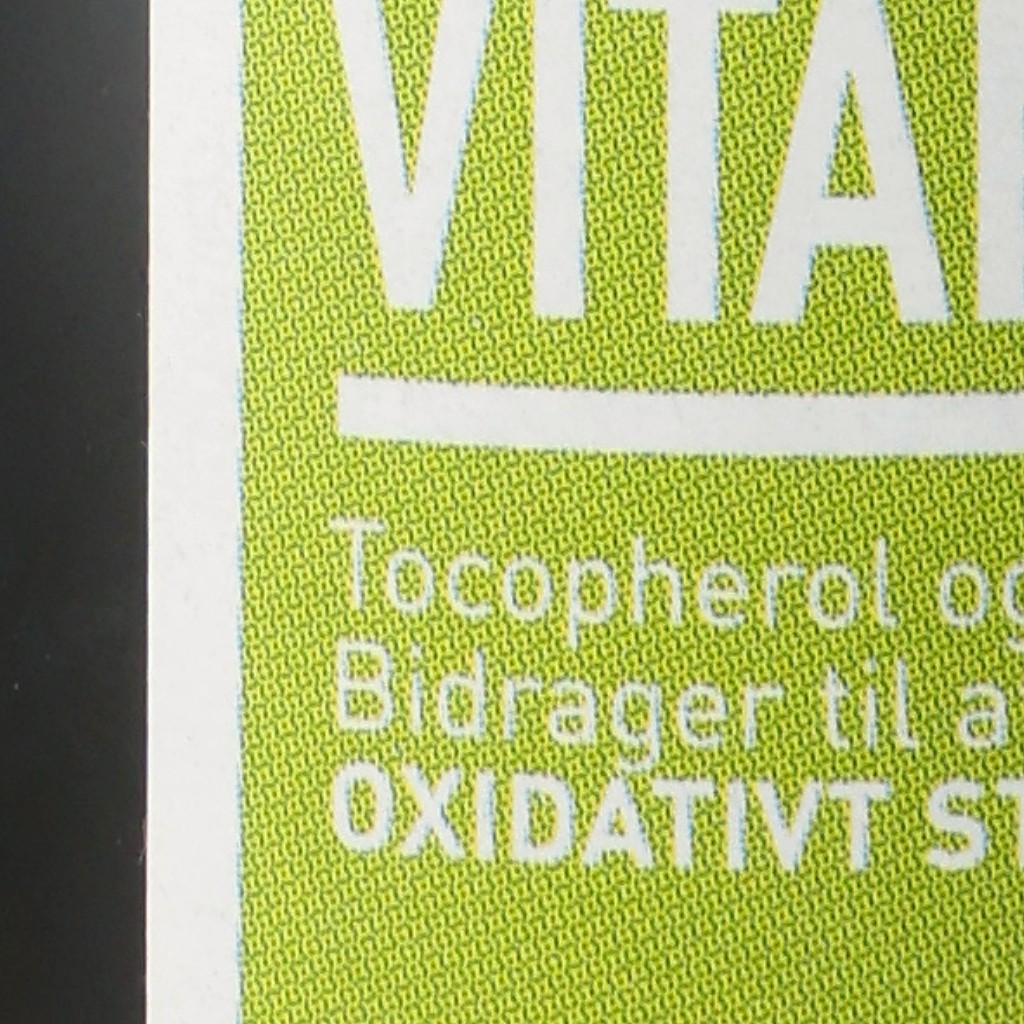 VITA
Tocopherol og
Bidrager til a
OXIDATIVT ST